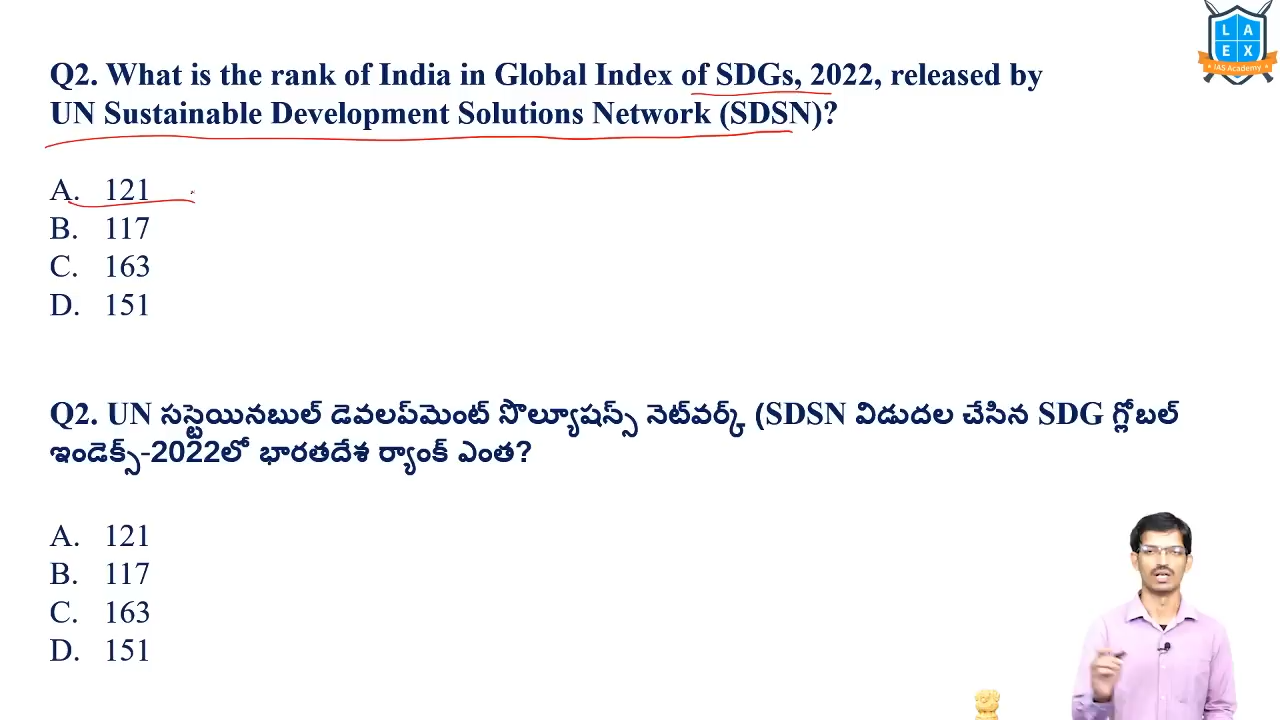 L A
E X
IAS Academy
Q2. What is the rank of India in Global Index of SDGs, 2022, released by
UN Sustainable Development Solutions Network (SDSN)?
A. 121
B. 117
C. 163
D. 151
Q2. UN సస్టెయినబుల్ డెవలప్‌మెంట్ సొల్యూషన్స్ నెట్‌వర్క్ (SDSN విడుదల చేసిన SDG గ్లోబల్
ఇండెక్స్-2022లో భారతదేశ ర్యాంక్ ఎంత?
A. 121
B. 117
C. 163
D. 151